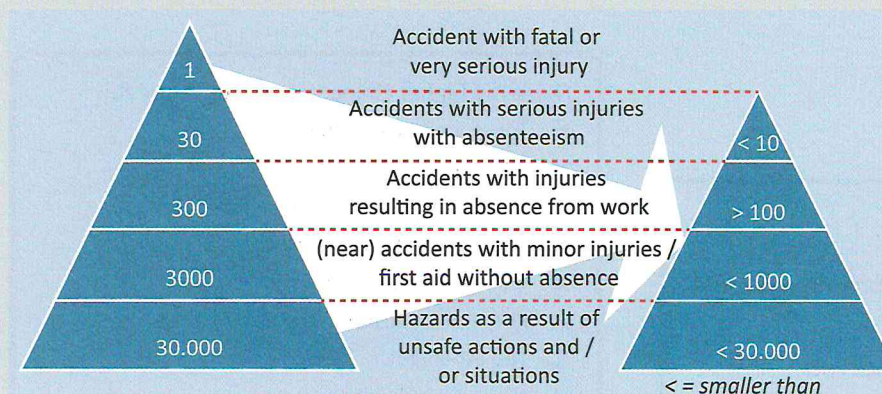 Accident with fatal or
very serious injury
1
Accidents with serious injuries
with absenteeism
30
< 10
Accidents with injuries
resulting in absence from work
300
> 100
(near) accidents with minor injuries /
first aid without absence
3000
< 1000
Hazards as a result of
unsafe actions and /
or situations
30.000
< 30.000
< = smaller than